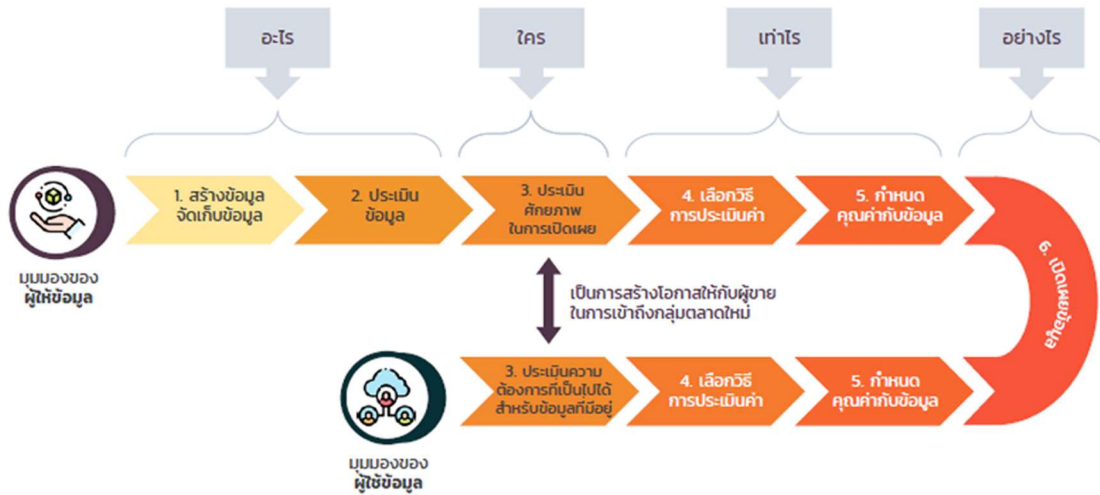 อะไร
ใคร
เท่าไร
อย่างไร
1. สร้างข้อมูล
จัดเก็บข้อมูล
2. ประเมิน
ข้อมูล
3. ประเมิน
ศักยภาพ
ในการเปิดเผย
4. เลือกวิธี
การประเมินค่า
5. กำหนด
คุณค่ากับข้อมูล
6. เปิดเผยข้อมูล
มุมมองของ
ผู้ให้ข้อมูล
เป็นการสร้างโอกาสให้กับผู้ขาย
ในการเข้าถึงกลุ่มตลาดใหม่
3. ประเมินความ
ต้องการที่เป็นไปได้
สำหรับข้อมูลที่มีอยู่
4. เลือกวิธี
การประเมินค่า
5. กำหนด
คุณค่ากับข้อมูล
มุมมองของ
ผู้ใช้ข้อมูล